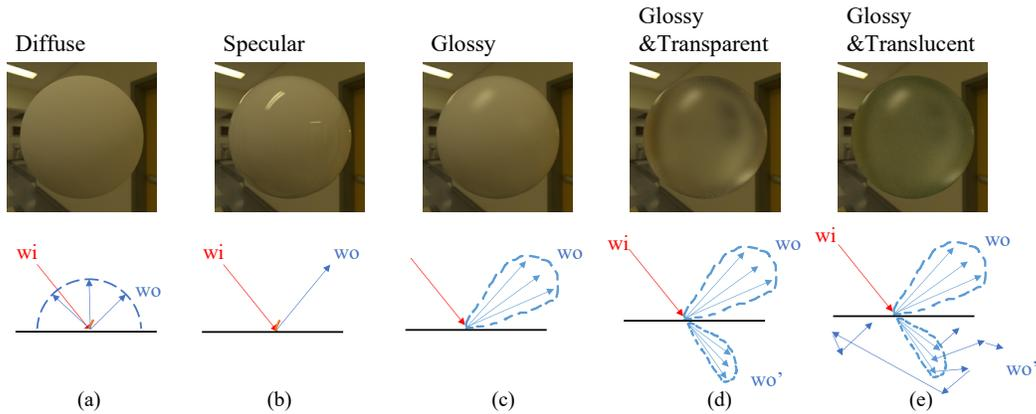 Diffuse
Specular
Glossy
Glossy
&Transparent
Glossy
&Translucent
wi
wo
wi
wo
wo
wi
wo
wo’
wi
wo
wo’
(a)
(b)
(c)
(d)
(e)